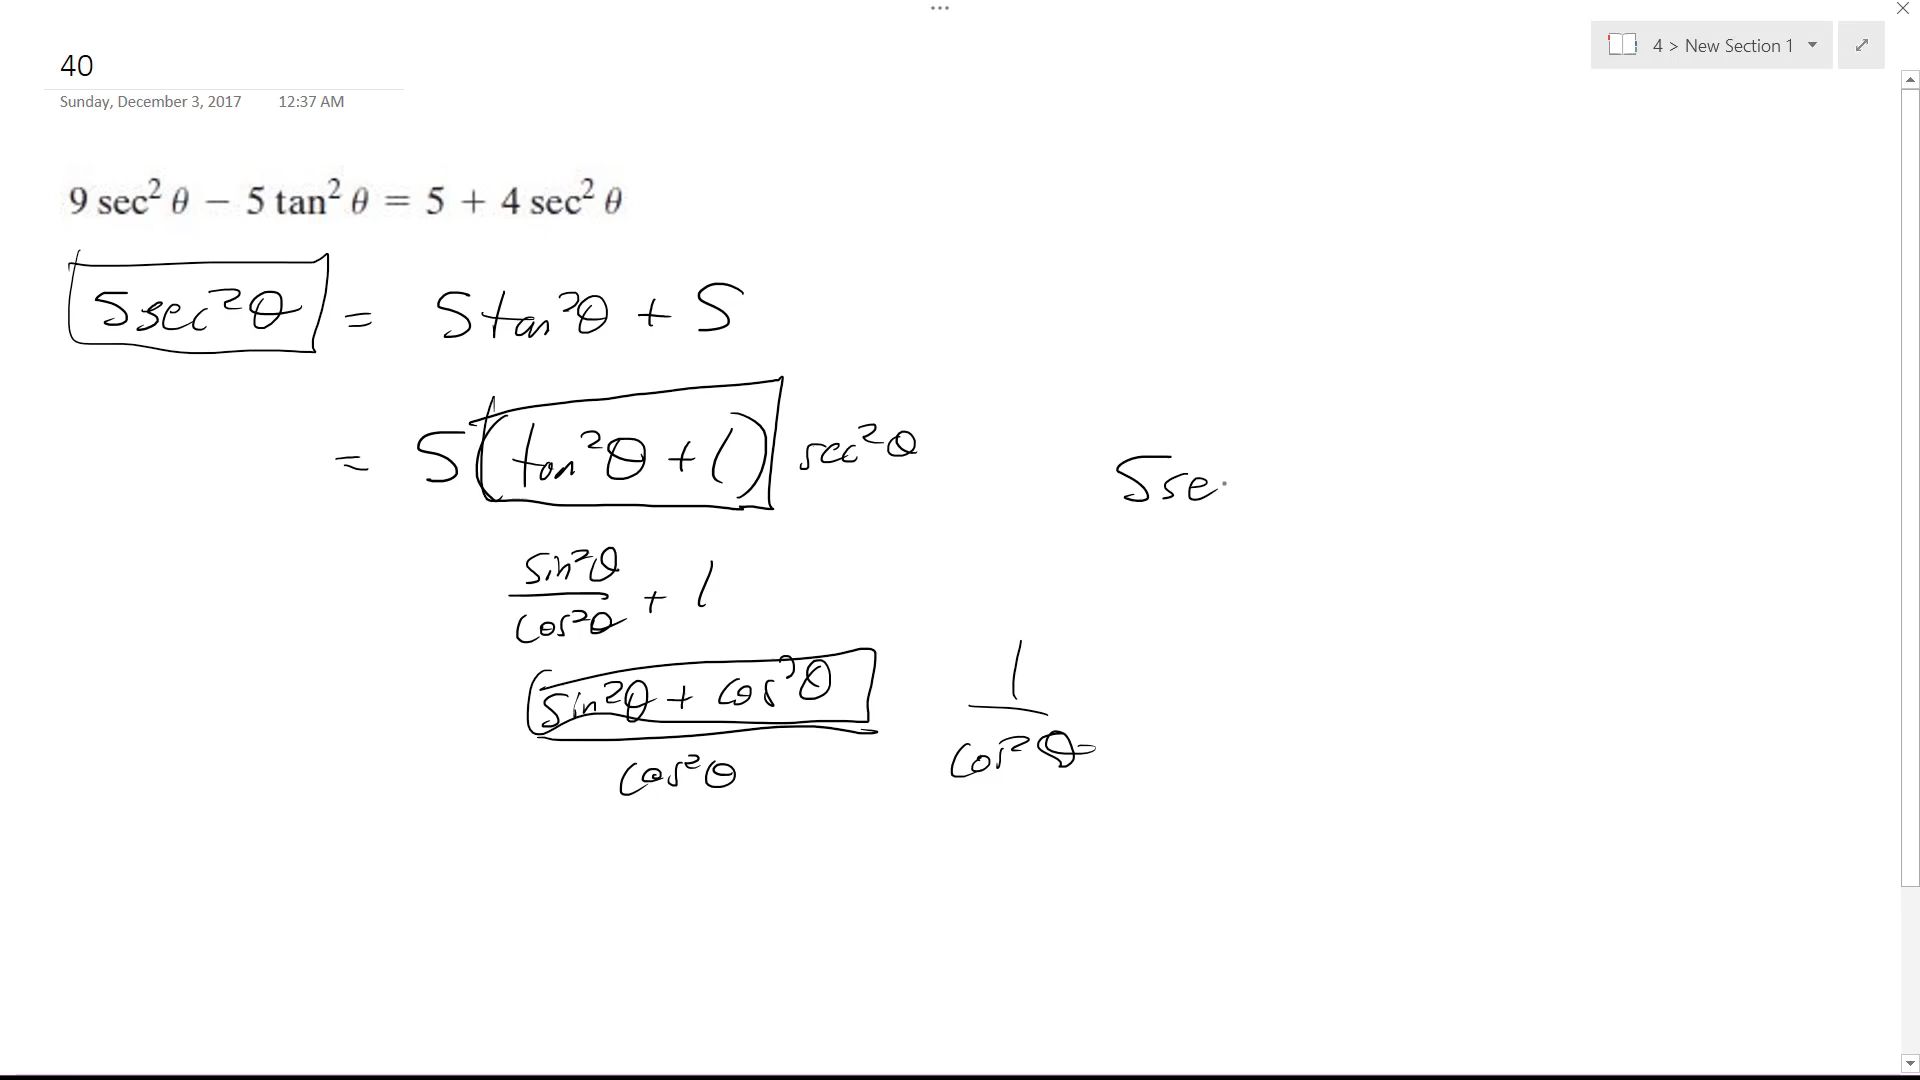 4 > New Section 1
40
Sunday, December 3, 2017 12:37 AM
9 sec² θ − 5 tan² θ = 5 + 4 sec² θ
5sec²θ = 5tan²θ + 5
= 5(tan²θ + 1) sec²θ 5se
sin²θ/cos²θ + 1
sin²θ + cos²θ 1
cos²θ cos²θ